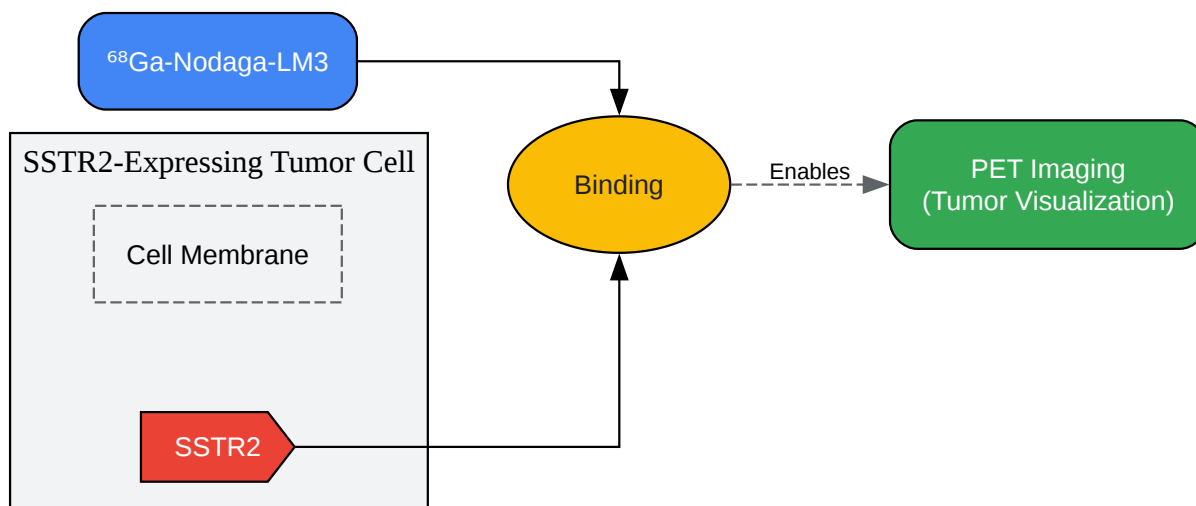 ⁶⁸Ga-Nodaga-LM3
SSTR2-Expressing Tumor Cell
Cell Membrane
SSTR2
Binding
Enables
PET Imaging
(Tumor Visualization)